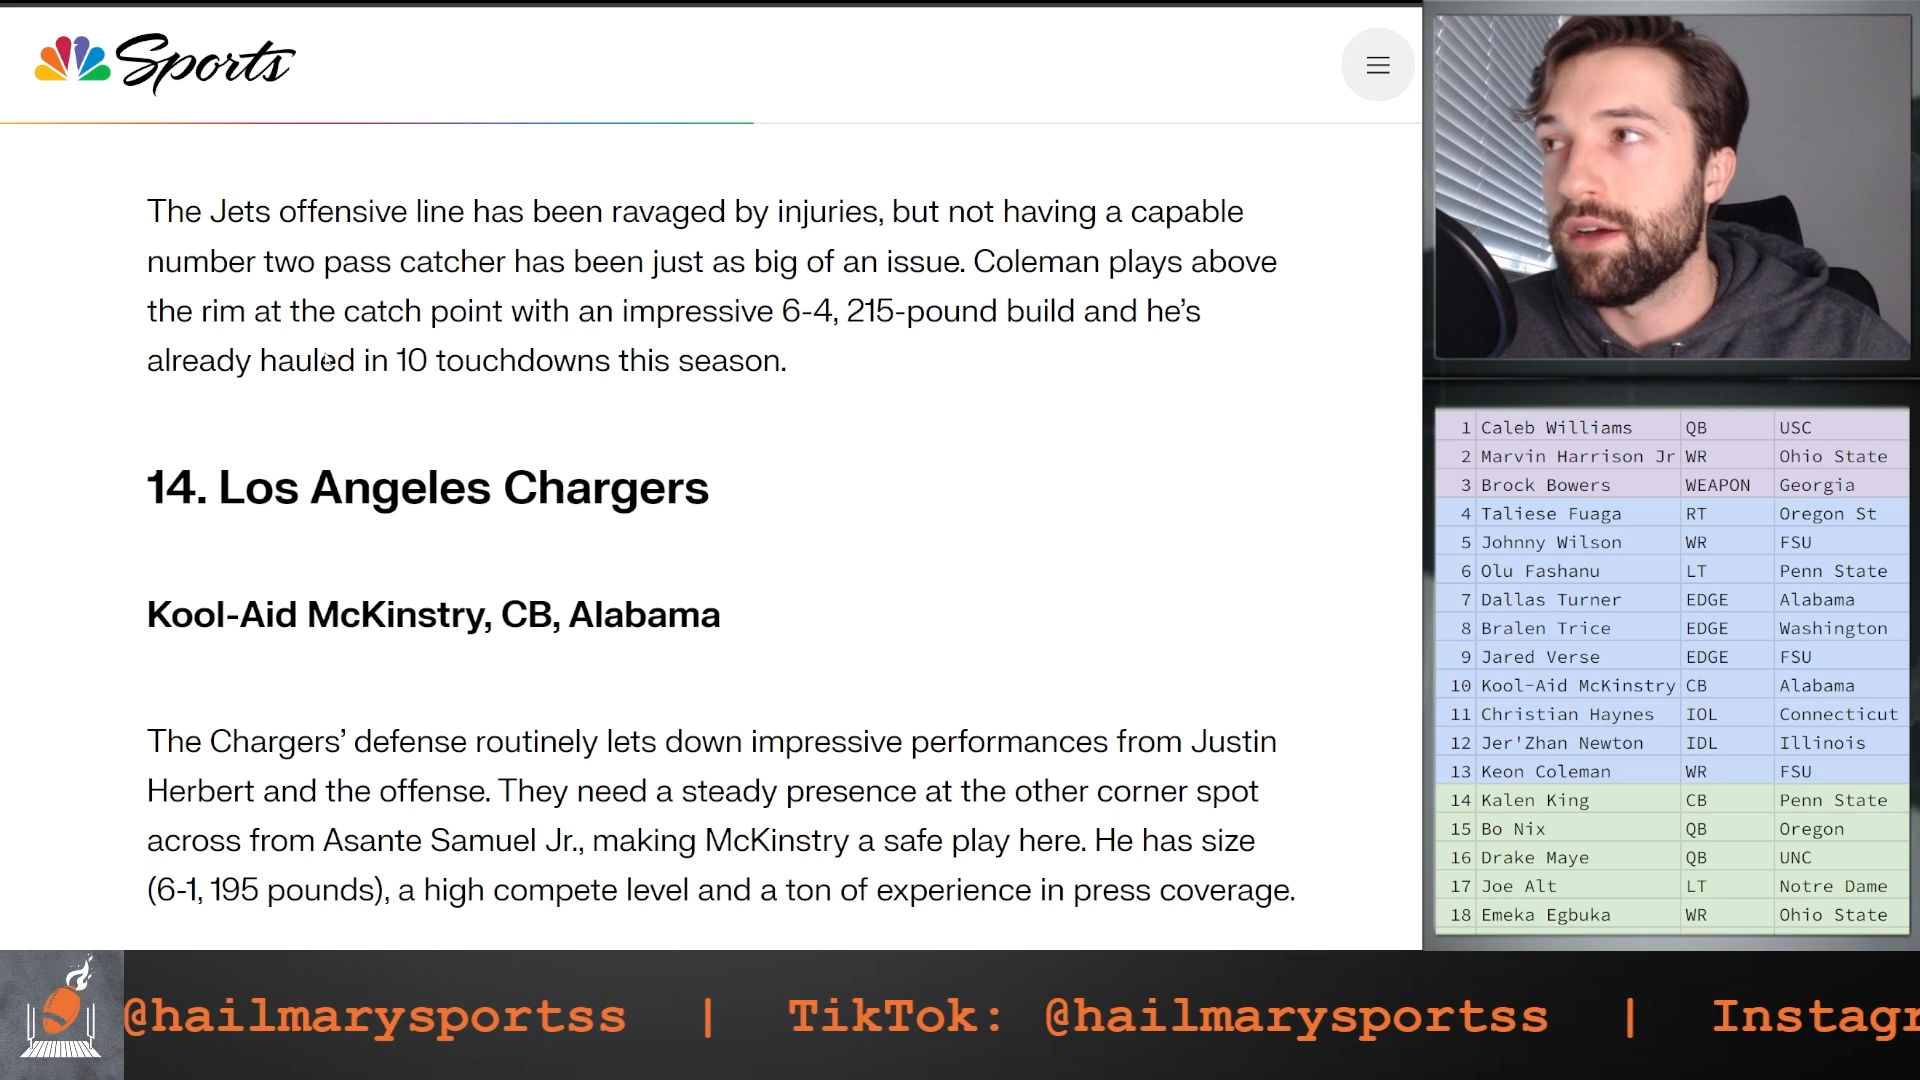 Sports
The Jets offensive line has been ravaged by injuries, but not having a capable
number two pass catcher has been just as big of an issue. Coleman plays above
the rim at the catch point with an impressive 6-4, 215-pound build and he's
already hauled in 10 touchdowns this season.
14. Los Angeles Chargers
Kool-Aid McKinstry, CB, Alabama
The Chargers' defense routinely lets down impressive performances from Justin
Herbert and the offense. They need a steady presence at the other corner spot
across from Asante Samuel Jr., making McKinstry a safe play here. He has size
(6-1, 195 pounds), a high compete level and a ton of experience in press coverage.
1 Caleb Williams QB USC
2 Marvin Harrison Jr WR Ohio State
3 Brock Bowers WEAPON Georgia
4 Taliese Fuaga RT Oregon St
5 Johnny Wilson WR FSU
6 Olu Fashanu LT Penn State
7 Dallas Turner EDGE Alabama
8 Bralen Trice EDGE Washington
9 Jared Verse EDGE FSU
10 Kool-Aid McKinstry CB Alabama
11 Christian Haynes IOL Connecticut
12 Jer'Zhan Newton IDL Illinois
13 Keon Coleman WR FSU
14 Kalen King CB Penn State
15 Bo Nix QB Oregon
16 Drake Maye QB UNC
17 Joe Alt LT Notre Dame
18 Emeka Egbuka WR Ohio State
@hailmarysportss | TikTok: @hailmarysportss | Instagr